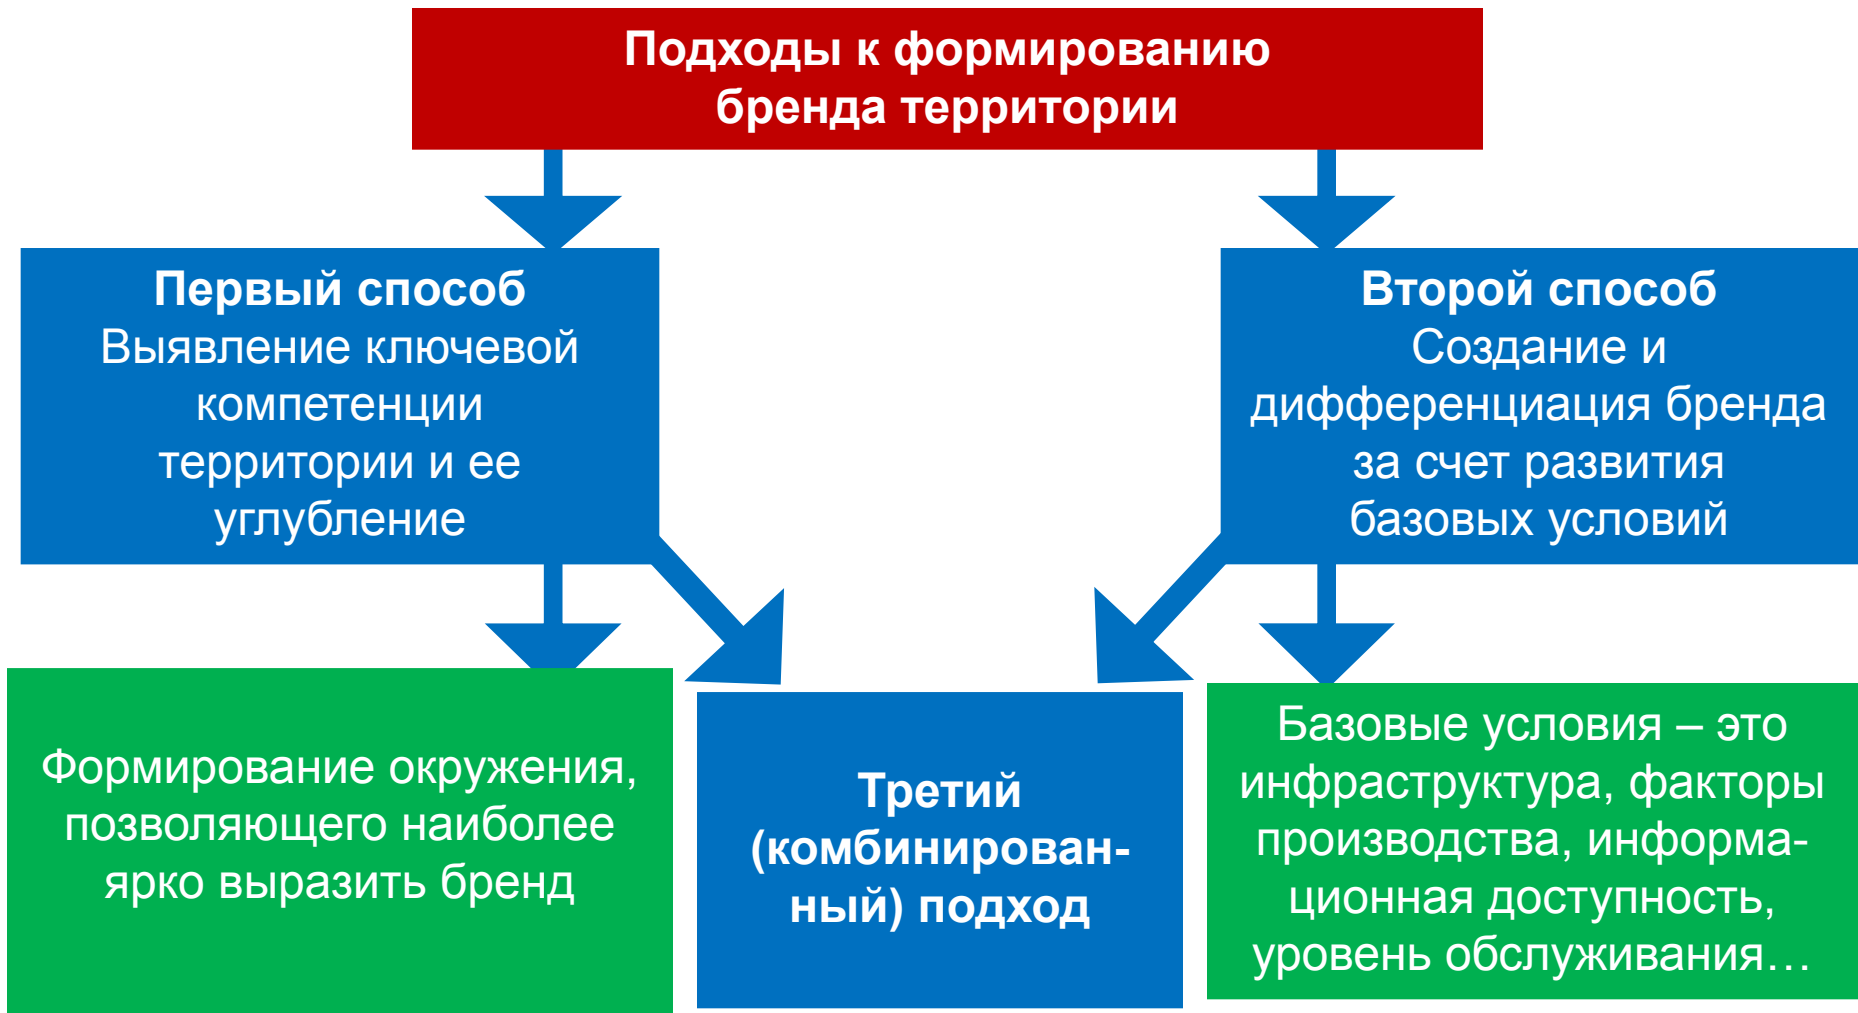 Подходы к формированию
бренда территории
Первый способ
Выявление ключевой
компетенции
территории и ее
углубление
Второй способ
Создание и
дифференциация бренда
за счет развития
базовых условий
Формирование окружения,
позволяющего наиболее
ярко выразить бренд
Третий
(комбинирован-
ный) подход
Базовые условия – это
инфраструктура, факторы
производства, информа-
ционная доступность,
уровень обслуживания…